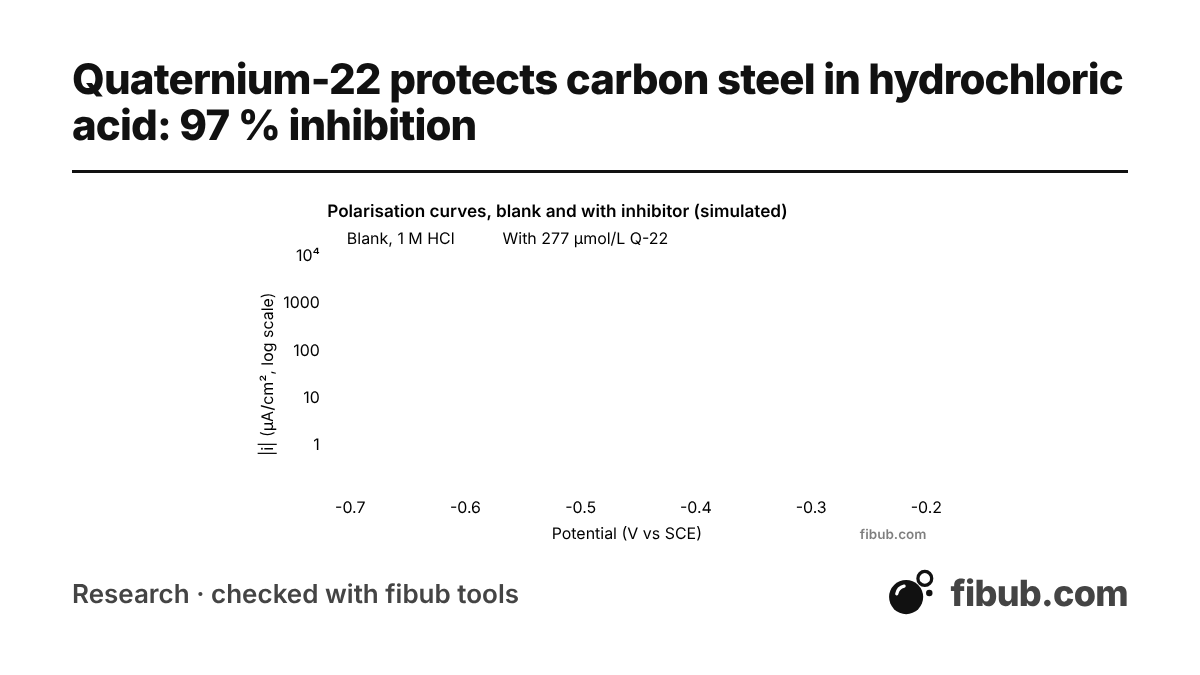 Quaternium-22 protects carbon steel in hydrochloric
acid: 97 % inhibition
Polarisation curves, blank and with inhibitor (simulated)
Blank, 1 M HCl With 277 µmol/L Q-22
10⁴
1000
100
10
1
|i| (µA/cm², log scale)
-0.7 -0.6 -0.5 -0.4 -0.3 -0.2
Potential (V vs SCE)
fibub.com
Research · checked with fibub tools
fibub.com